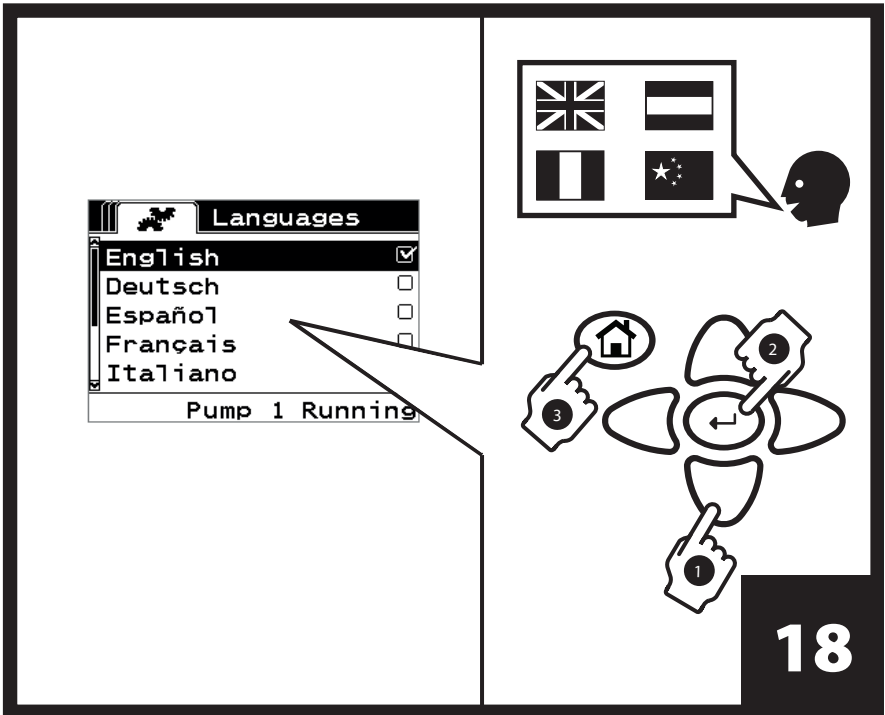 Languages
English
Deutsch
Español
Français
Italiano
Pump 1 Running
2
3
1
18